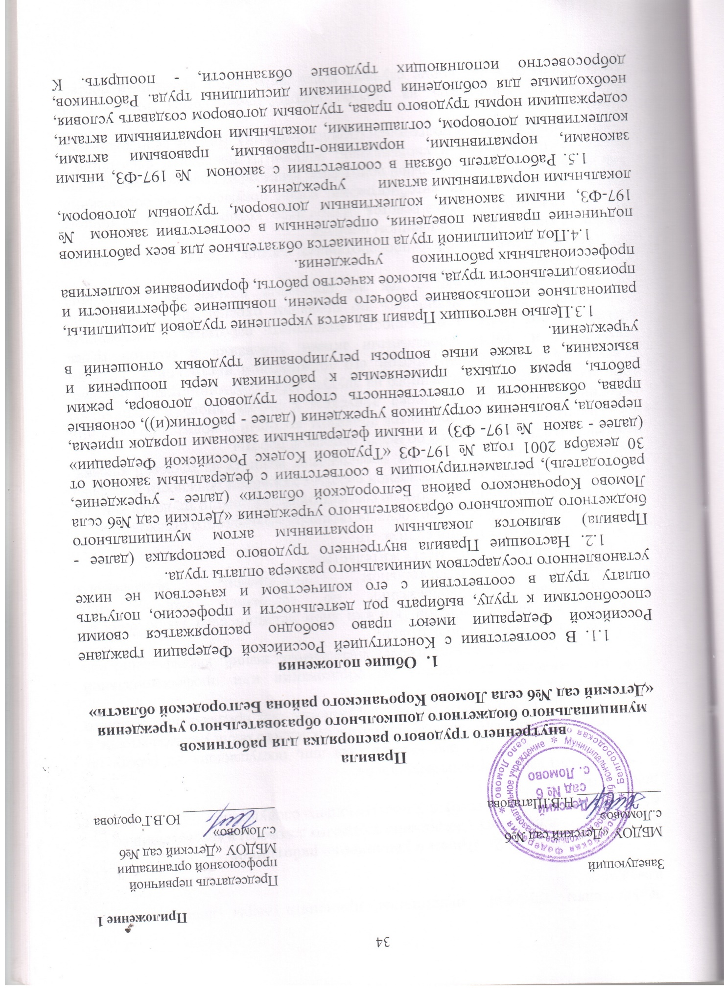 34
Приложение 1
Заведующий
МБДОУ «Детский сад №6
с.Ломово»
Н.В.Шаталова
Председатель первичной
профсоюзной организации
МБДОУ «Детский сад №6
с.Ломово»
Ю.В.Городова
Российская Федерация * Белгородская село Ломово *
Муниципальное бюджетное дошкольное образовательное учреждение *
Детский
сад № 6
с. Ломово
Правила
внутреннего трудового распорядка для работников
муниципального бюджетного дошкольного образовательного учреждения
«Детский сад №6 села Ломово Корочанского района Белгородской области»
1. Общие положения
1.1. В соответствии с Конституцией Российской Федерации граждане
Российской Федерации имеют право свободно распоряжаться своими
способностями к труду, выбирать род деятельности и профессию, получать
оплату труда в соответствии с его количеством и качеством не ниже
установленного государством минимального размера оплаты труда.
1.2. Настоящие Правила внутреннего трудового распорядка (далее -
Правила) являются локальным нормативным актом муниципального
бюджетного дошкольного образовательного учреждения «Детский сад №6 села
Ломово Корочанского района Белгородской области» (далее - учреждение,
работодатель), регламентирующим в соответствии с федеральным законом от
30 декабря 2001 года № 197-ФЗ «Трудовой Кодекс Российской Федерации»
(далее - закон № 197- ФЗ) и иными федеральными законами порядок приема,
перевода, увольнения сотрудников учреждения (далее - работник(и)), основные
права, обязанности и ответственность сторон трудового договора, режим
работы, время отдыха, применяемые к работникам меры поощрения и
взыскания, а также иные вопросы регулирования трудовых отношений в
учреждении.
1.3.Целью настоящих Правил является укрепление трудовой дисциплины,
рациональное использование рабочего времени, повышение эффективности и
производительности труда, высокое качество работы, формирование коллектива
профессиональных работников учреждения.
1.4.Под дисциплиной труда понимается обязательное для всех работников
подчинение правилам поведения, определенным в соответствии законом №
197-ФЗ, иными законами, коллективным договором, трудовым договором,
локальными нормативными актами учреждения.
1.5. Работодатель обязан в соответствии с законом № 197-ФЗ, иными
законами, нормативными, нормативно-правовыми, правовыми актами,
коллективным договором, соглашениями, локальными нормативными актами,
содержащими нормы трудового права, трудовым договором создавать условия,
необходимые для соблюдения работниками дисциплины труда. Работников,
добросовестно исполняющих трудовые обязанности, - поощрять. К